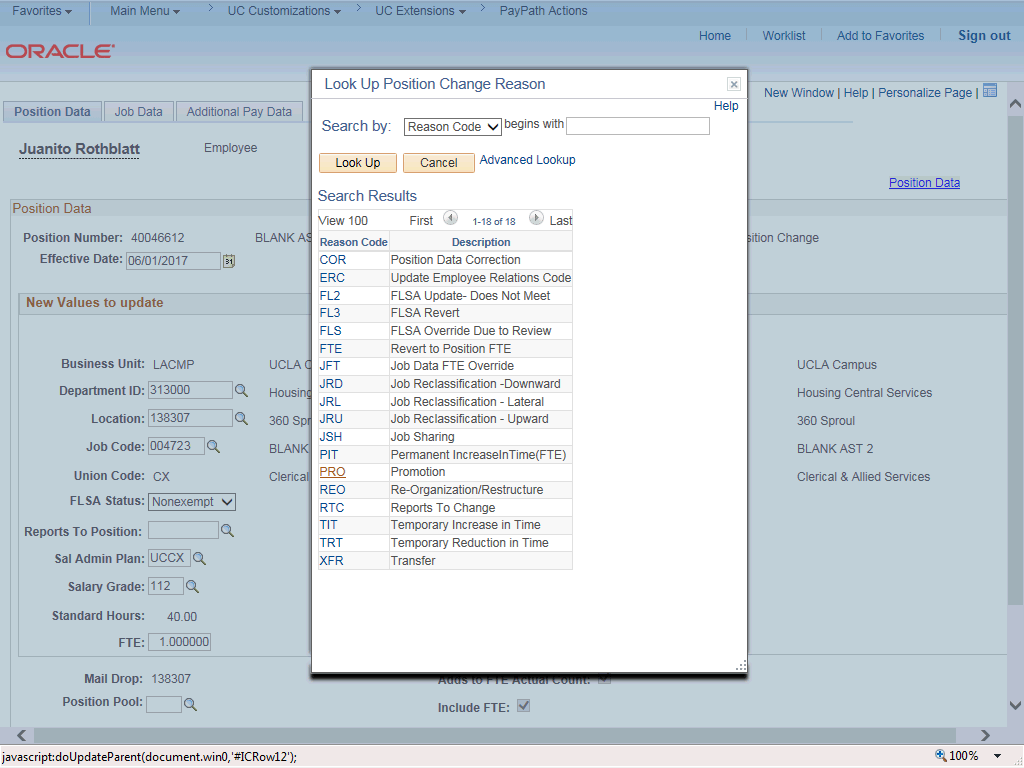 Favorites Main Menu > UC Customizations > UC Extensions > PayPath Actions
Home Worklist Add to Favorites Sign out
ORACLE
Look Up Position Change Reason
New Window | Help | Personalize Page |
Help
Position Data Job Data Additional Pay Data
Search by: Reason Code begins with
Juanito Rothblatt Employee
Look Up Cancel Advanced Lookup
Position Data
Search Results
Position Data
View 100 First 1-18 of 18 Last
Position Number: 40046612 BLANK AS sition Change
Reason Code Description
Effective Date: 06/01/2017
COR Position Data Correction
ERC Update Employee Relations Code
FL2 FLSA Update- Does Not Meet
New Values to update
FL3 FLSA Revert
FLS FLSA Override Due to Review
FTE Revert to Position FTE
Business Unit: LACMP UCLA C UCLA Campus
JFT Job Data FTE Override
JRD Job Reclassification -Downward
Department ID: 313000 Housing Housing Central Services
JRL Job Reclassification - Lateral
Location: 138307 360 Spr 360 Sproul
JRU Job Reclassification - Upward
JSH Job Sharing
Job Code: 004723 BLANK BLANK AST 2
PIT Permanent IncreaseInTime(FTE)
PRO Promotion
Union Code: CX Clerical Clerical & Allied Services
REO Re-Organization/Restructure
FLSA Status: Nonexempt
RTC Reports To Change
TIT Temporary Increase in Time
Reports To Position:
TRT Temporary Reduction in Time
Sal Admin Plan: UCCX
XFR Transfer
Salary Grade: 112
Standard Hours: 40.00
FTE: 1.000000
Mail Drop: 138307 Adds to FTE Actual Count:
Position Pool: Include FTE:
javascript:doUpdateParent(document.win0,'#ICRow12'); 100%